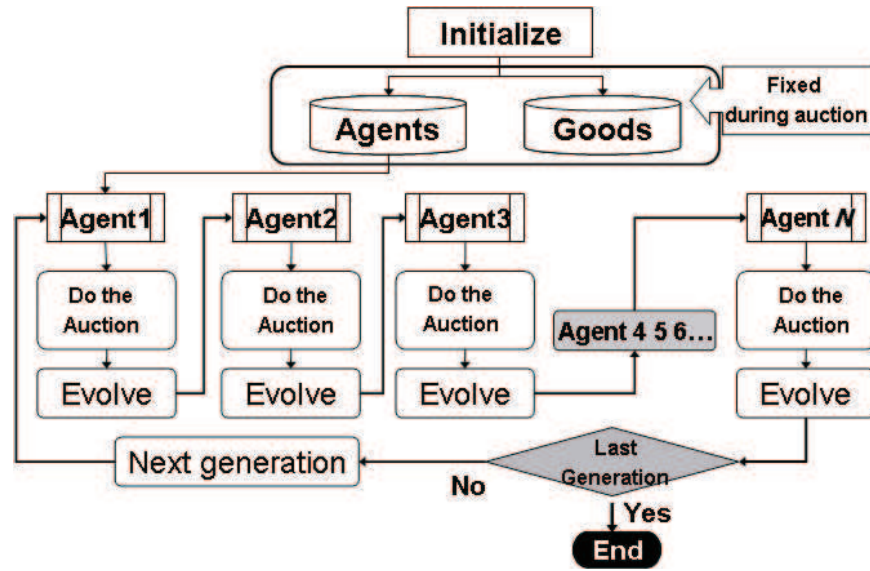 Initialize
Agents
Goods
Fixed
during auction
Agent1
Agent2
Agent3
Agent N
Do the
Auction
Do the
Auction
Do the
Auction
Do the
Auction
Agent 4 5 6...
Evolve
Evolve
Evolve
Evolve
Next generation
Last
Generation
No
Yes
End